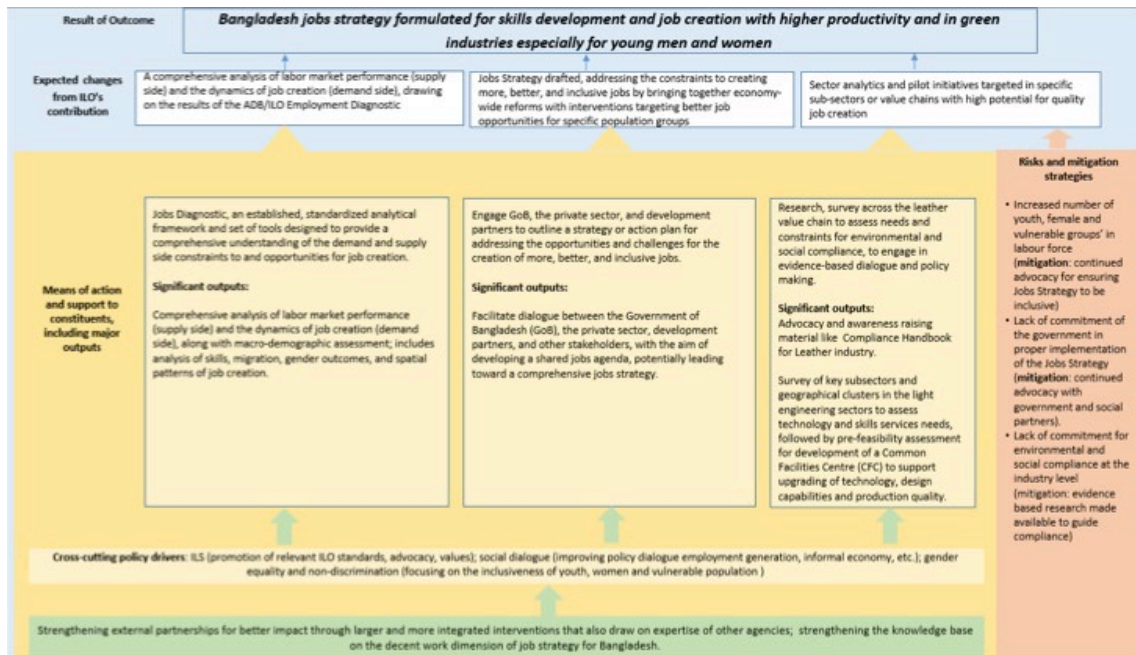 Result of Outcome
Bangladesh jobs strategy formulated for skills development and job creation with higher productivity and in green
industries especially for young men and women
Expected changes
from ILO's
contribution
A comprehensive analysis of labor market performance (supply
side) and the dynamics of job creation (demand side), drawing
on the results of the ADB/ILO Employment Diagnostic
Jobs Strategy drafted, addressing the constraints to creating
more, better, and inclusive jobs by bringing together economy-
wide reforms with interventions targeting better job
opportunities for specific population groups
Sector analytics and pilot initiatives targeted in specific
sub-sectors or value chains with high potential for quality
job creation
Means of action
and support to
constituents,
including major
outputs
Jobs Diagnostic, an established, standardized analytical
framework and set of tools designed to provide a
comprehensive understanding of the demand and supply
side constraints to and opportunities for job creation.
Significant outputs:
Comprehensive analysis of labor market performance
(supply side) and the dynamics of job creation (demand
side), along with macro-demographic assessment; includes
analysis of skills, migration, gender outcomes, and spatial
patterns of job creation.
Engage GoB, the private sector, and development
partners to outline a strategy or action plan for
addressing the opportunities and challenges for the
creation of more, better, and inclusive jobs.
Significant outputs:
Facilitate dialogue between the Government of
Bangladesh (GoB), the private sector, development
partners, and other stakeholders, with the aim of
developing a shared jobs agenda, potentially leading
toward a comprehensive jobs strategy.
Research, survey across the leather
value chain to assess needs and
constraints for environmental and
social compliance, to engage in
evidence-based dialogue and policy
making.
Significant outputs:
Advocacy and awareness raising
material like Compliance Handbook
for Leather industry.
Survey of key subsectors and
geographical clusters in the light
engineering sectors to assess
technology and skills services needs,
followed by pre-feasibility assessment
for development of a Common
Facilities Centre (CFC) to support
upgrading of technology, design
capabilities and production quality.
Risks and mitigation
strategies
• Increased number of
youth, female and
vulnerable groups' in
labour force
(mitigation: continued
advocacy for ensuring
Jobs Strategy to be
inclusive)
• Lack of commitment of
the government in
proper implementation
of the Jobs Strategy
(mitigation: continued
advocacy with
government and social
partners).
• Lack of commitment for
environmental and
social compliance at the
industry level
(mitigation: evidence
based research made
available to guide
compliance)
Cross-cutting policy drivers: ILS (promotion of relevant ILO standards, advocacy, values); social dialogue (improving policy dialogue employment generation, informal economy, etc.); gender
equality and non-discrimination (focusing on the inclusiveness of youth, women and vulnerable population )
Strengthening external partnerships for better impact through larger and more integrated interventions that also draw on expertise of other agencies; strengthening the knowledge base
on the decent work dimension of job strategy for Bangladesh.